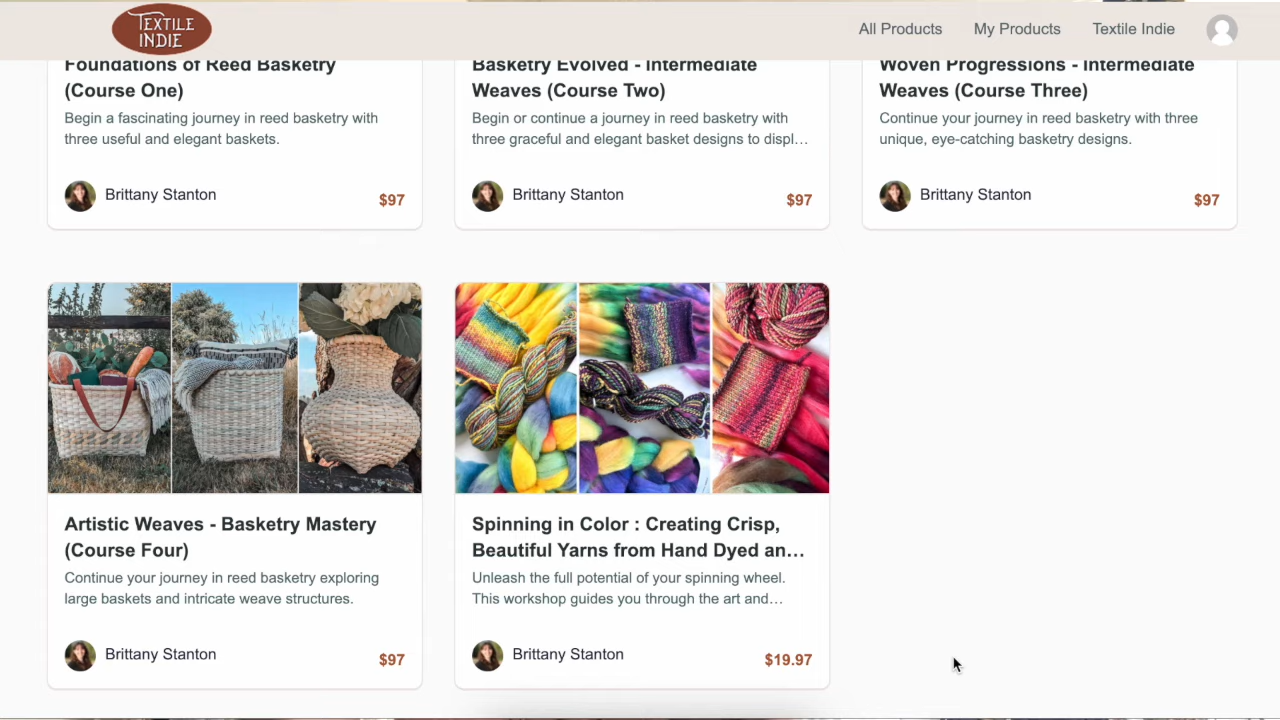 TEXTILE
INDIE
All Products
My Products
Textile Indie
Foundations of Reed Basketry
(Course One)
Begin a fascinating journey in reed basketry with
three useful and elegant baskets.
Brittany Stanton
$97
Basketry Evolved - Intermediate
Weaves (Course Two)
Begin or continue a journey in reed basketry with
three graceful and elegant basket designs to displ…
Brittany Stanton
$97
Woven Progressions - Intermediate
Weaves (Course Three)
Continue your journey in reed basketry with three
unique, eye-catching basketry designs.
Brittany Stanton
$97
Artistic Weaves - Basketry Mastery
(Course Four)
Continue your journey in reed basketry exploring
large baskets and intricate weave structures.
Brittany Stanton
$97
Spinning in Color : Creating Crisp,
Beautiful Yarns from Hand Dyed an…
Unleash the full potential of your spinning wheel.
This workshop guides you through the art and…
Brittany Stanton
$19.97